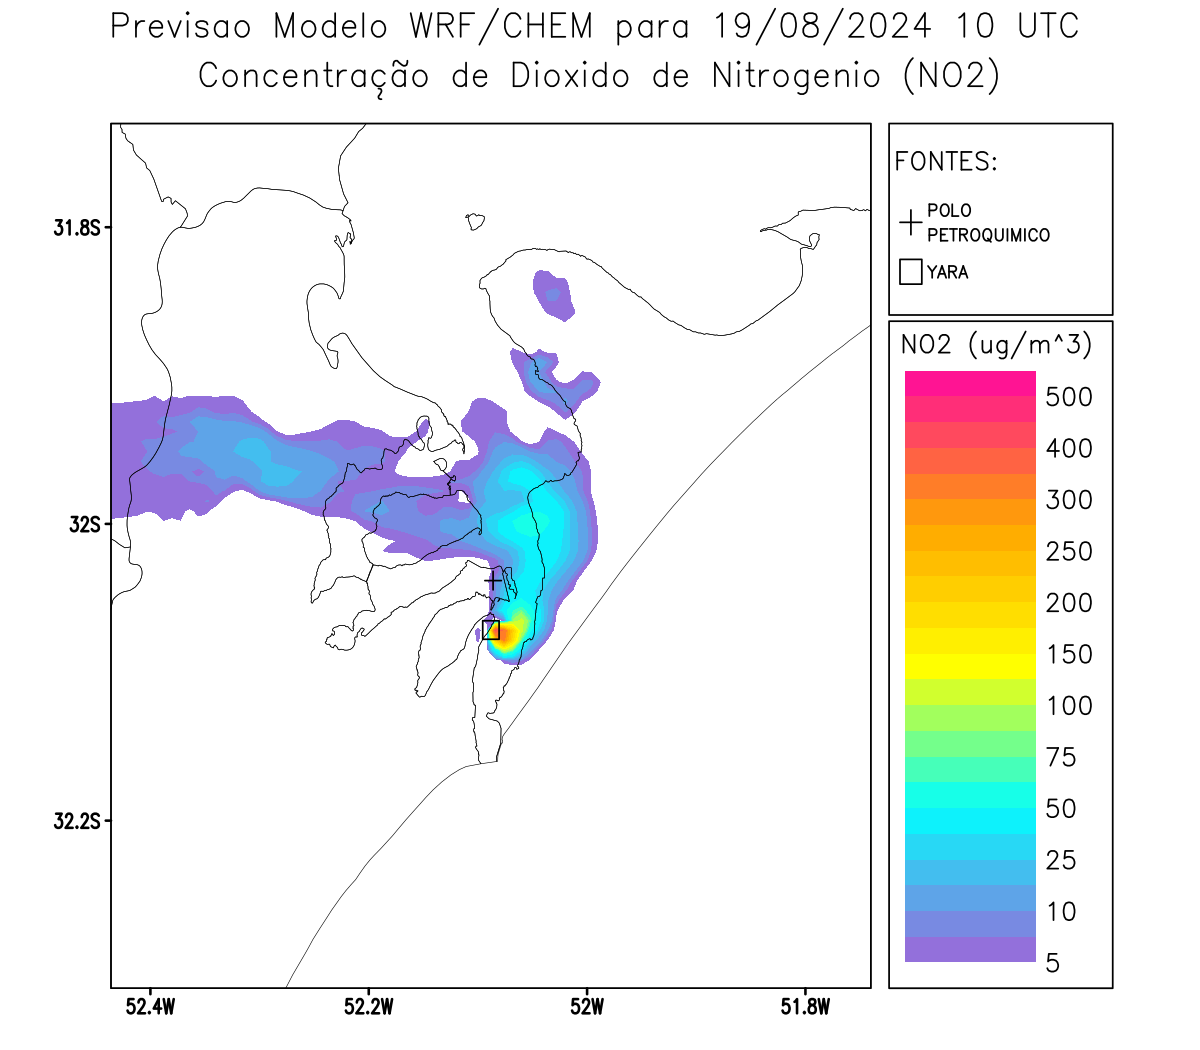 Previsao Modelo WRF/CHEM para 19/08/2024 10 UTC
Concentração de Dioxido de Nitrogenio (NO2)
FONTES:
POLO
PETROQUIMICO
YARA
31.8S
32S
32.2S
52.4W
52.2W
52W
51.8W
NO2 (ug/m^3)
500
400
300
250
200
150
100
75
50
25
10
5